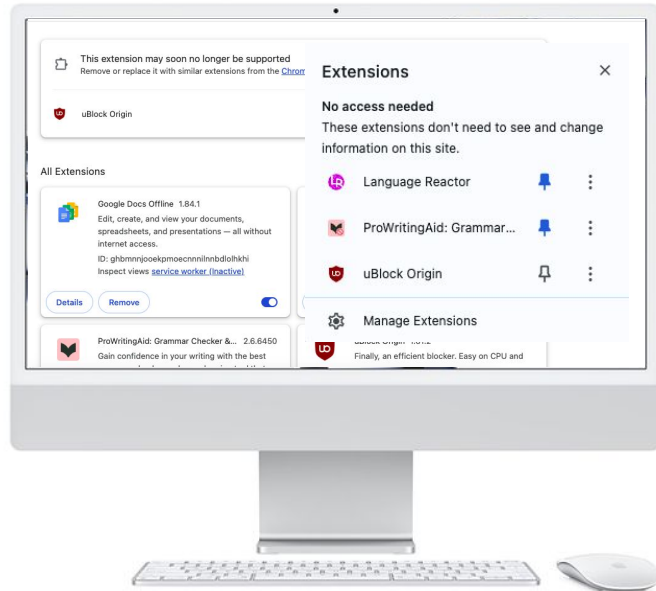 This extension may soon no longer be supported
Remove or replace it with similar extensions from the Chrom
uBlock Origin
All Extensions
Google Docs Offline 1.84.1
Edit, create, and view your documents,
spreadsheets, and presentations — all without
internet access.
ID: ghbmnnjooekpmoecnnnilnnbdlolhkhi
Inspect views service worker (Inactive)
Details
Remove
ProWritingAid: Grammar Checker &... 2.6.6450
Gain confidence in your writing with the best
Extensions
No access needed
These extensions don't need to see and change
information on this site.
Language Reactor
ProWritingAid: Grammar...
uBlock Origin
Manage Extensions
Finally, an efficient blocker. Easy on CPU and